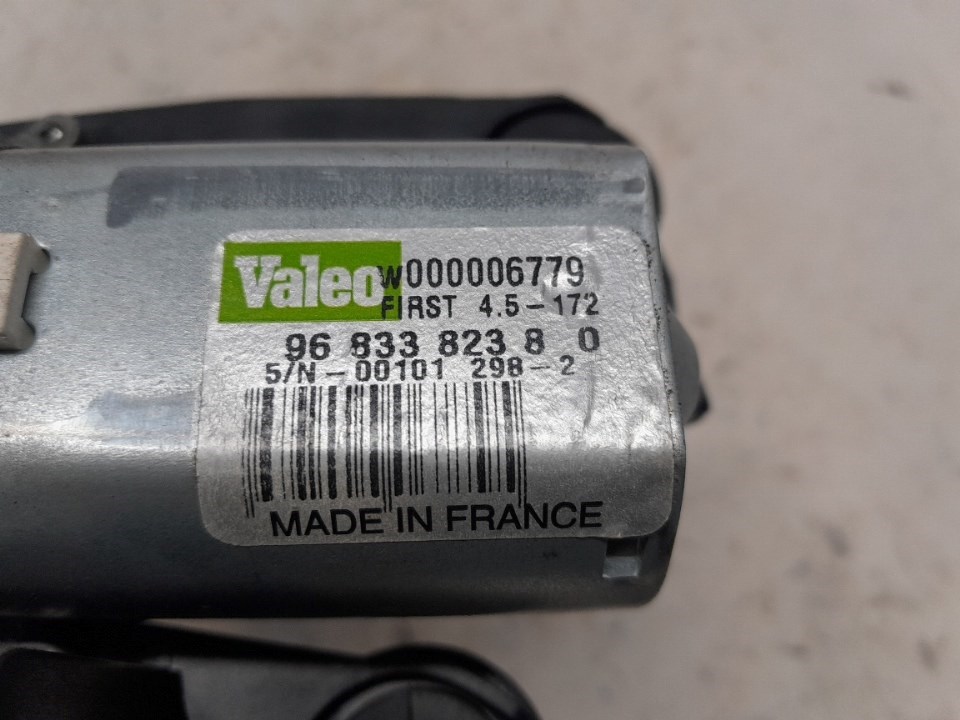 Valeo W000006779
FIRST 4.5-172
96 833 823 8 0
S/N-00101 298-2
MADE IN FRANCE